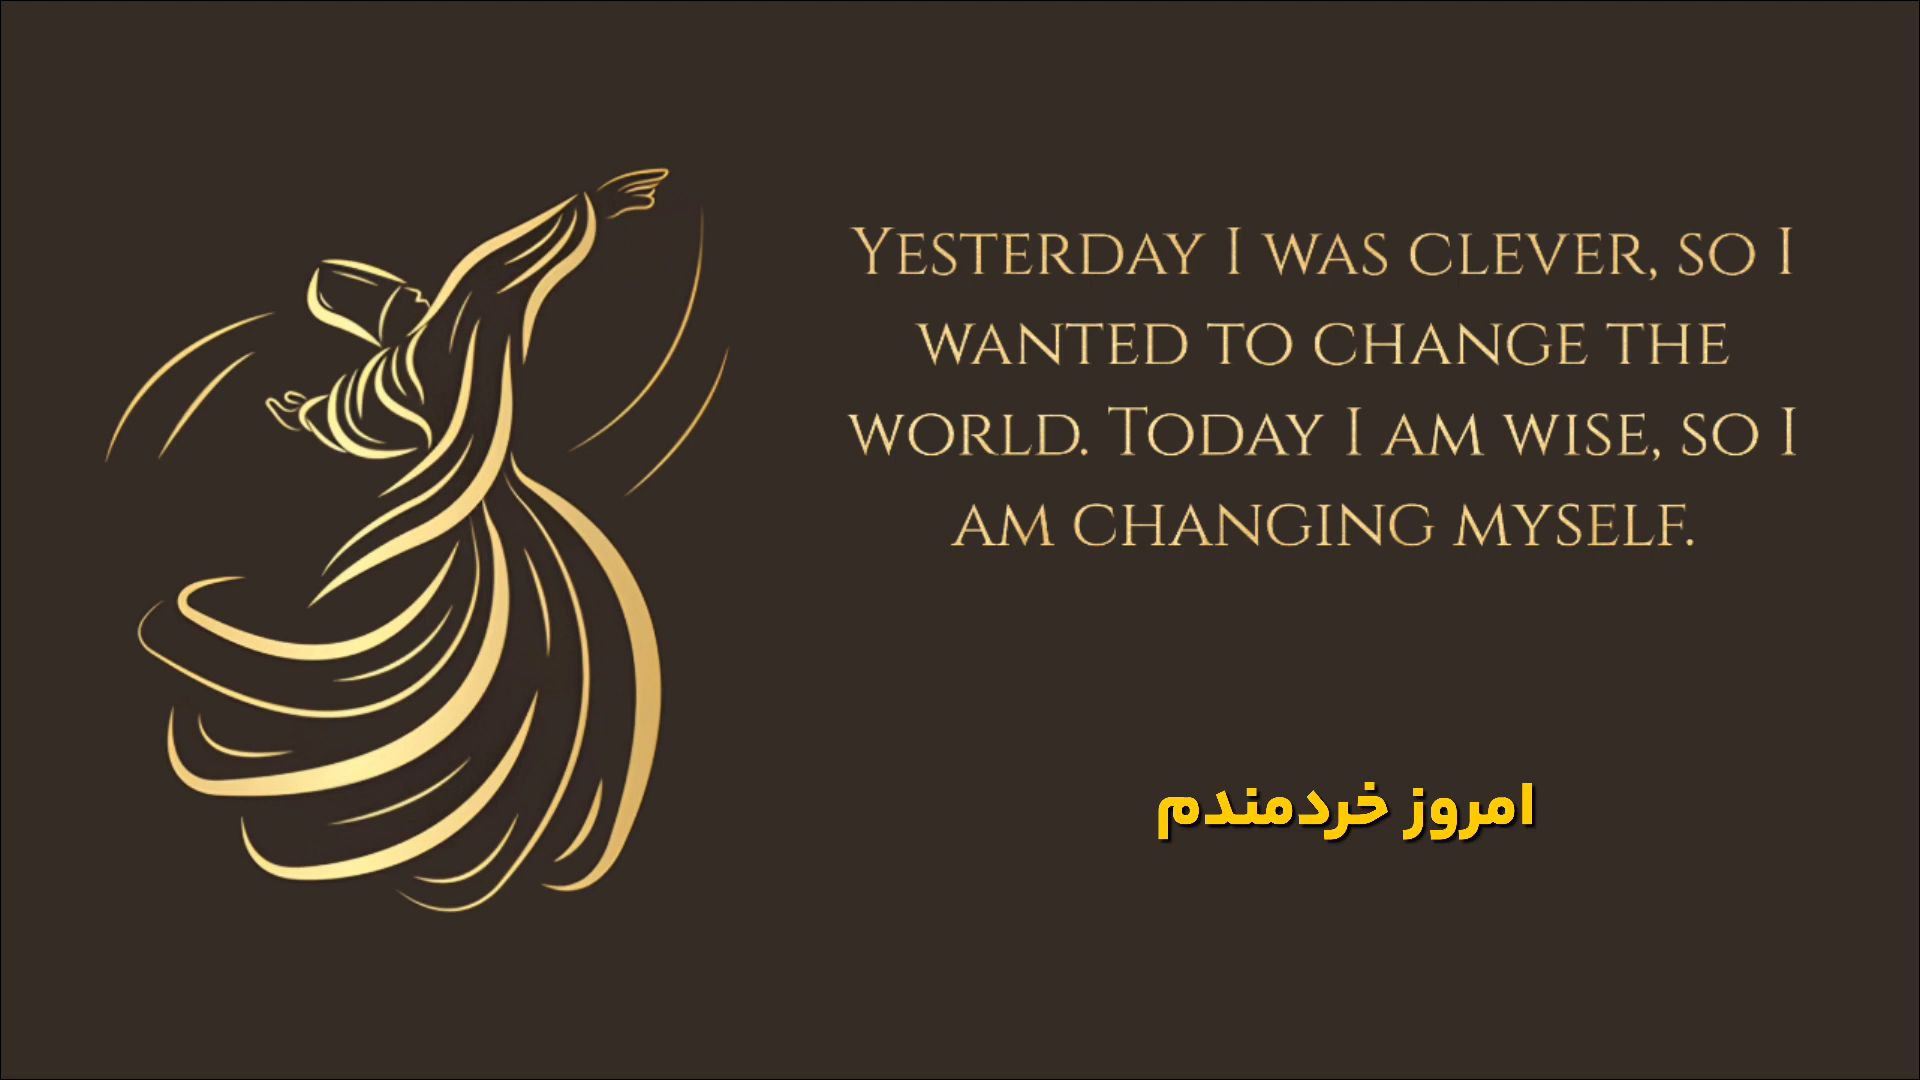 Yesterday I was clever, so I
wanted to change the
world. Today I am wise, so I
am changing myself.
امروز خردمندم